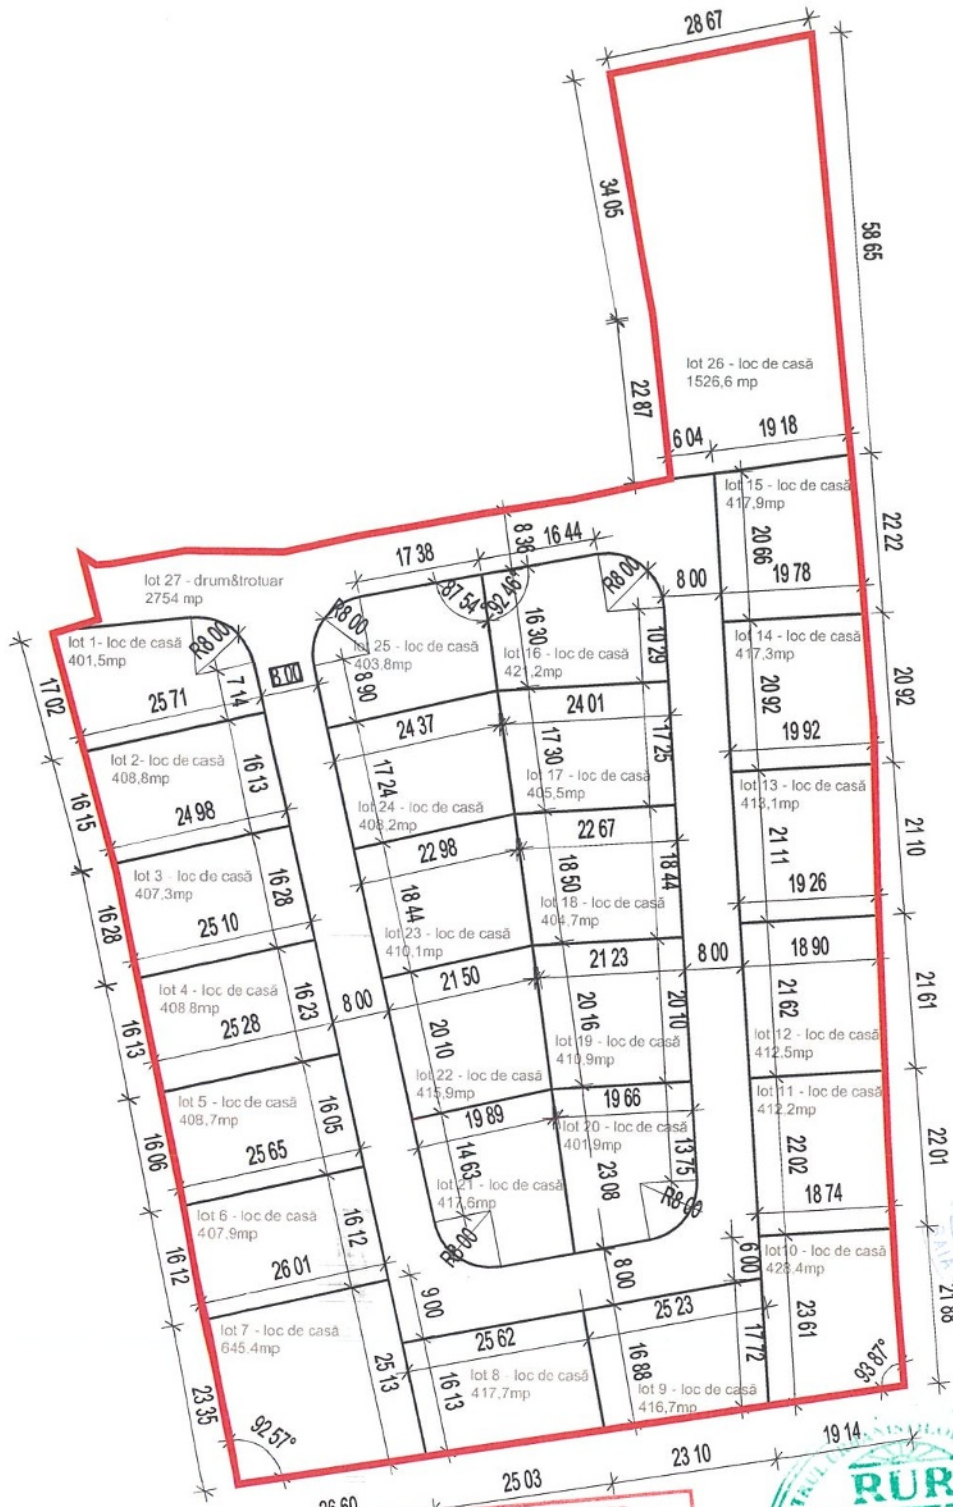 28 67
34 05
58 65
22 87
lot 26 - loc de casă
1526,6 mp
6 04
19 18
lot 15 - loc de casă
417,9mp
20 66
22 22
19 78
8 36
16 44
17 38
lot 27 - drum&trotuar
2754 mp
87 54°
92 46°
R8 00
8 00
R8 00
lot 1- loc de casă
401,5mp
R8 00
17 02
7 14
8 00
25 71
lot 25 - loc de casă
403,8mp
8 90
16 30
lot 16 - loc de casă
421,2mp
10 29
lot 14 - loc de casă
417,3mp
20 92
20 92
24 37
24 01
19 92
lot 2- loc de casă
408,8mp
16 13
16 15
17 24
17 30
17 25
lot 17 - loc de casă
405,5mp
lot 13 - loc de casă
413,1mp
24 98
lot 24 - loc de casă
408,2mp
22 98
22 67
21 11
21 10
lot 3 - loc de casă
407,3mp
16 28
16 28
18 44
18 50
18 44
19 26
lot 18 - loc de casă
404,7mp
25 10
lot 23 - loc de casă
410,1mp
21 50
21 23
8 00
18 90
lot 4 - loc de casă
408 8mp
16 23
16 13
8 00
25 28
20 10
20 16
20 10
21 62
21 61
lot 19 - loc de casă
410,9mp
lot 12 - loc de casă
412,5mp
lot 22 - loc de casă
415,9mp
lot 11 - loc de casă
412,2mp
lot 5 - loc de casă
408,7mp
16 05
16 06
19 89
19 66
lot 20 - loc de casă
401,9mp
25 65
14 63
23 08
13 75
22 02
22 01
lot 21 - loc de casă
417,6mp
R8 00
R8 00
18 74
lot 6 - loc de casă
407,9mp
16 12
16 12
26 01
8 00
6 00
lot10 - loc de casă
428,4mp
9 00
25 23
23 61
21 88
lot 7 - loc de casă
645,4mp
25 62
17 72
25 13
16 13
16 88
lot 8 - loc de casă
417,7mp
lot 9 - loc de casă
416,7mp
23 35
92 57°
93 87°
19 14
23 10
25 03
26 60
RUR